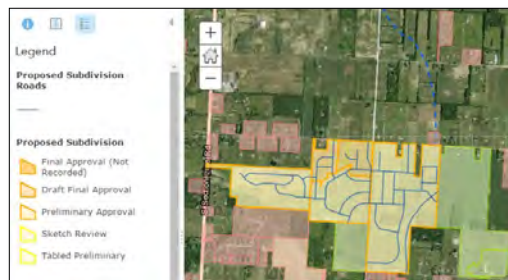 Legend
Proposed Subdivision
Roads
Proposed Subdivision
Final Approval (Not
Recorded)
Draft Final Approval
Preliminary Approval
Sketch Review
Tabled Preliminary